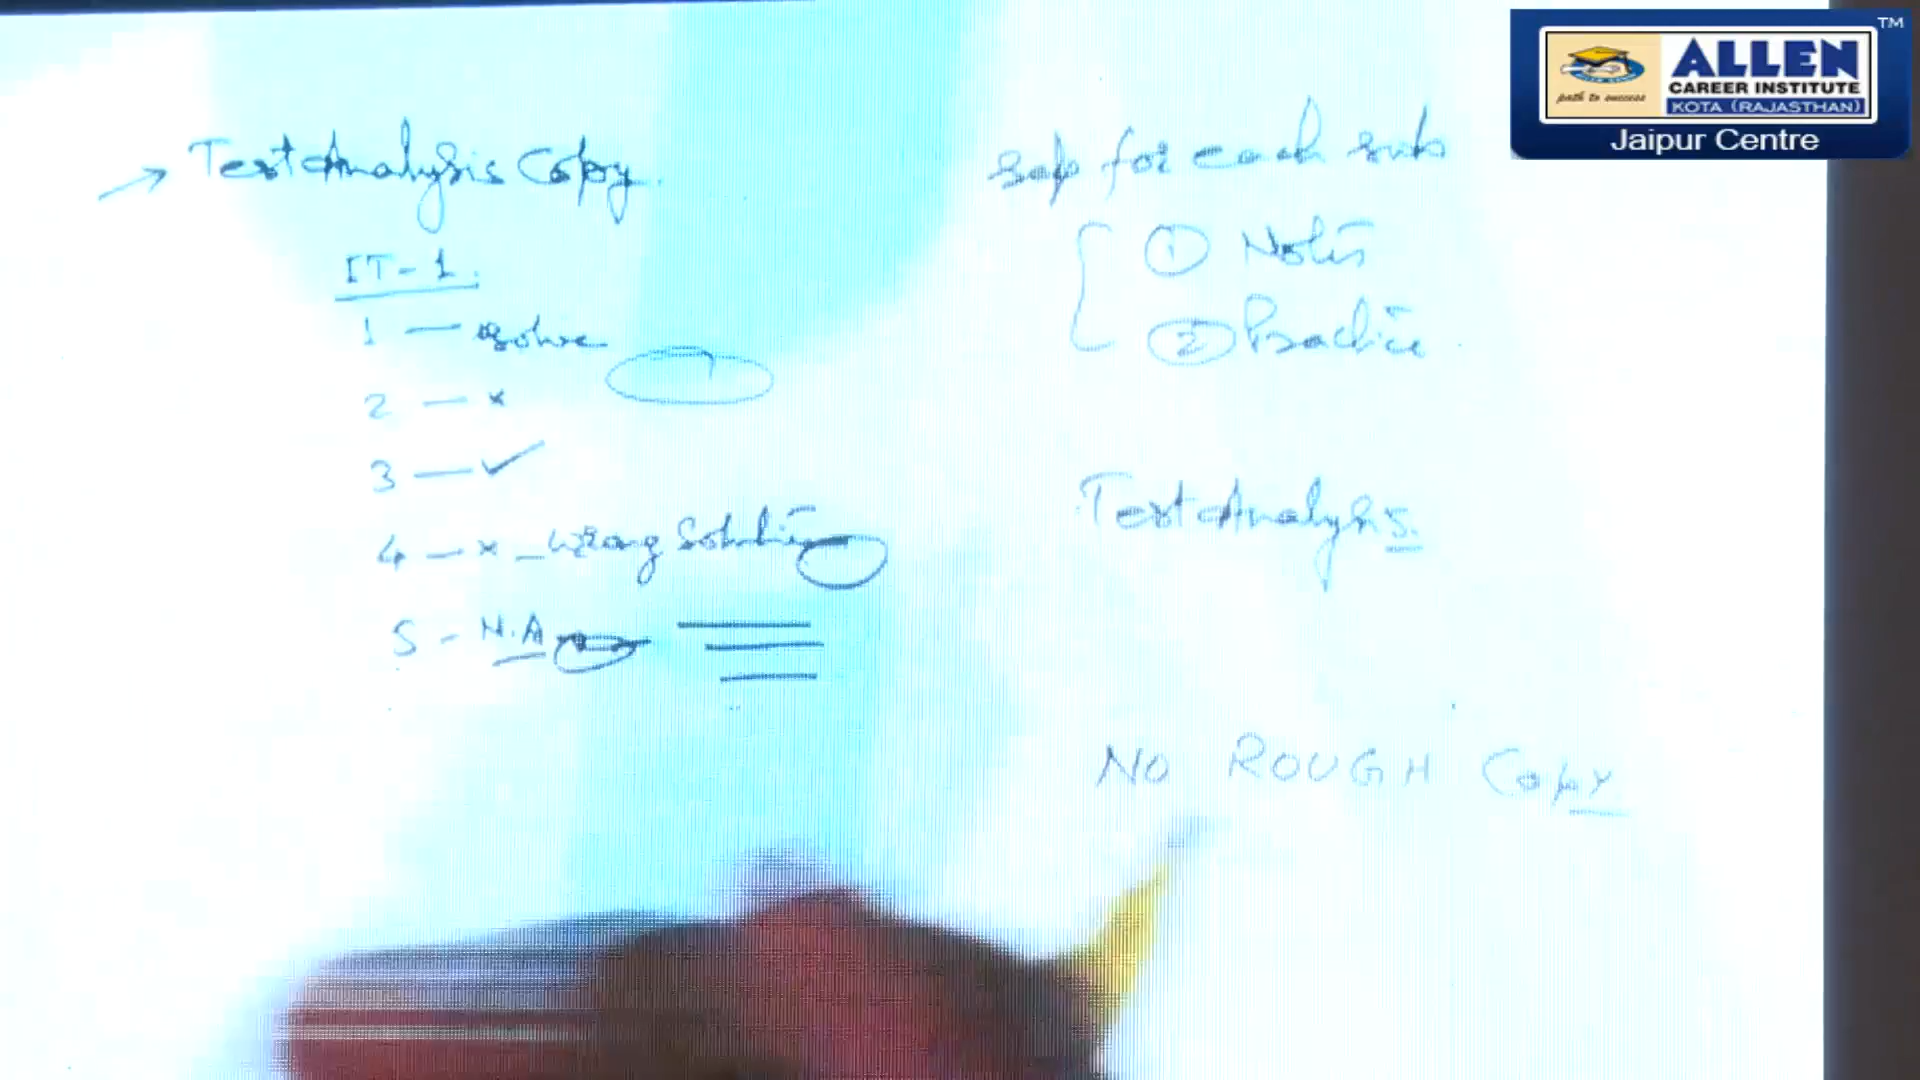 → Test Analysis Copy.
IT-1.
1 — solve
2 — ×
3 — ✓
4 — × — wrong solution
5 - N.A
sep for each sub
① Notes
② Practice
Test Analysis.
NO ROUGH COPY
ALLEN
TM
CAREER INSTITUTE
KOTA (RAJASTHAN)
path to success
Jaipur Centre